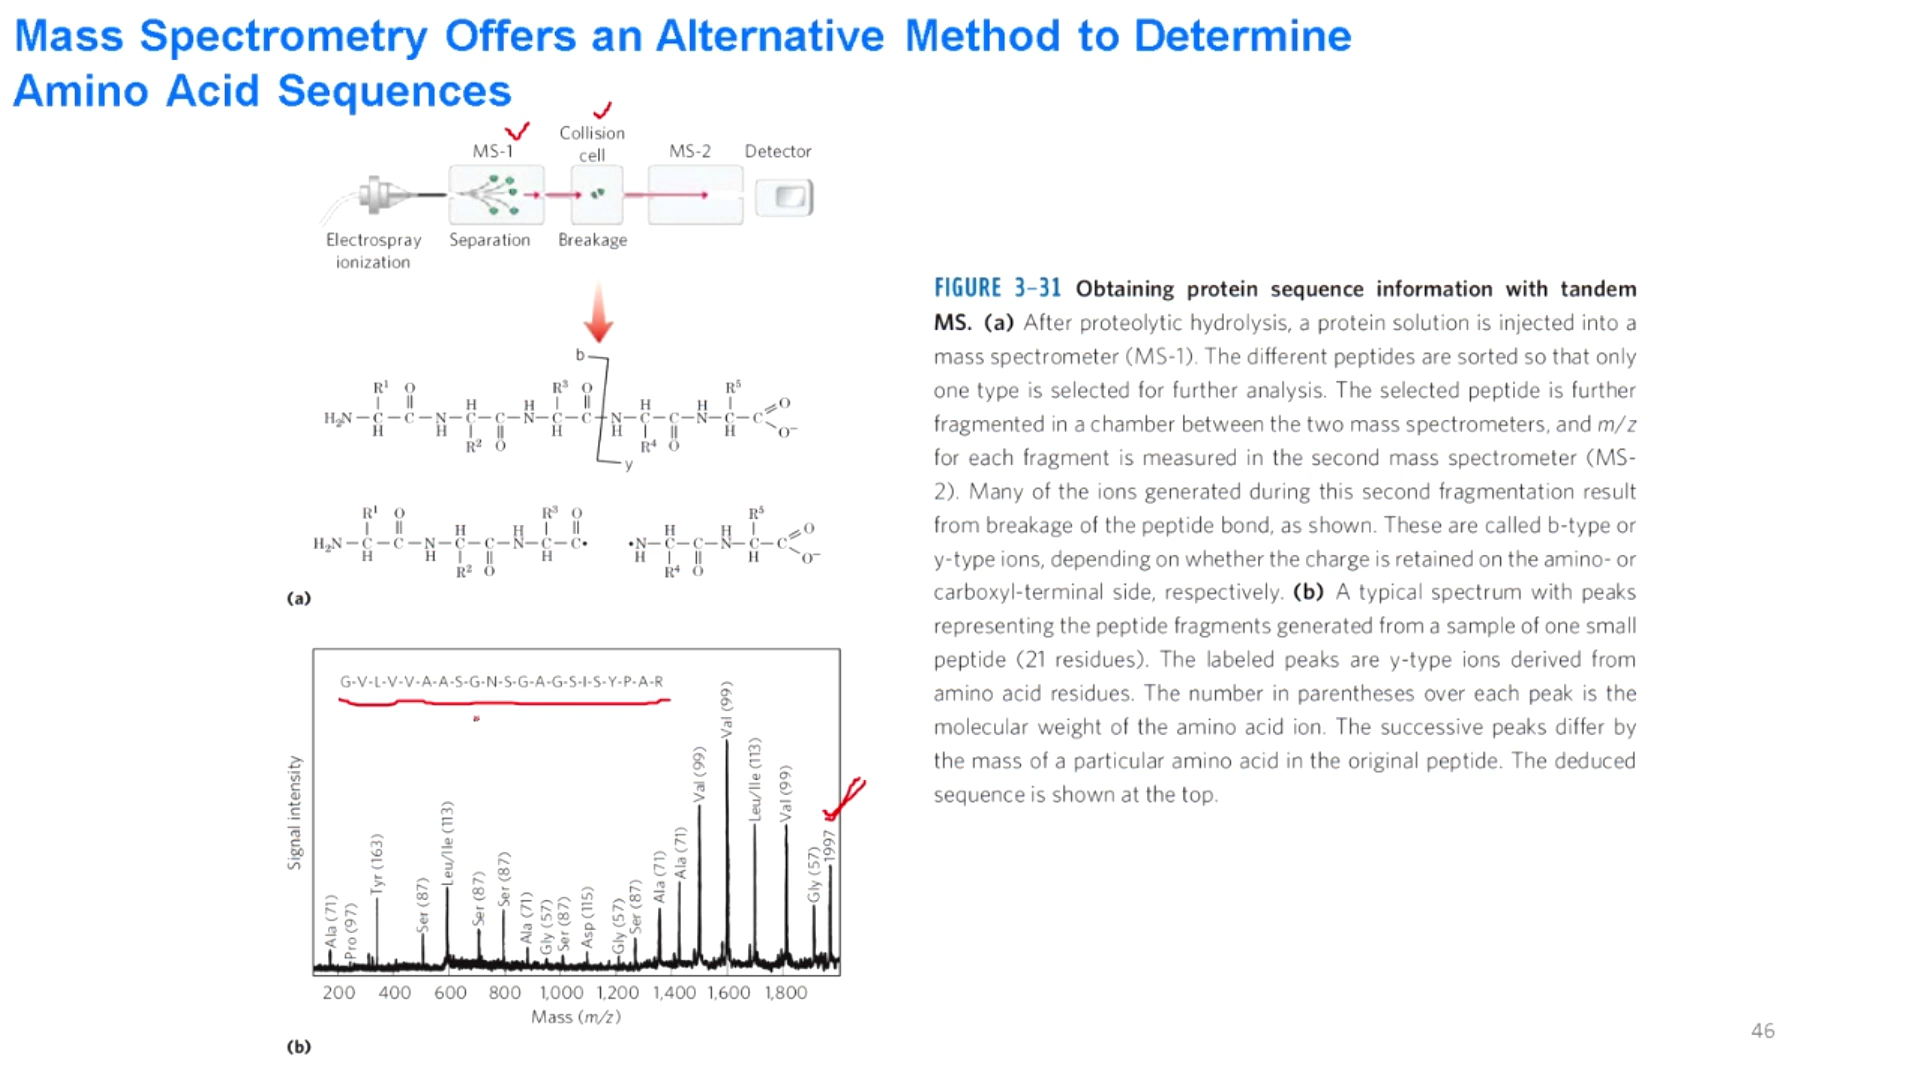 Mass Spectrometry Offers an Alternative Method to Determine
Amino Acid Sequences
MS-1
Collision
cell
MS-2
Detector
Electrospray
ionization
Separation
Breakage
b
R¹ O H H R³ O H H R⁵ O
H₂N–C–C–N–C–C–N–C–C–N–C–C–N–C–C
H H R² O H H R⁴ O H O⁻
y
R¹ O H H R³ O H H R⁵ O
H₂N–C–C–N–C–C–N–C–C• •N–C–C–N–C–C
H H R² O H H R⁴ O H O⁻
(a)
G-V-L-V-V-A-A-S-G-N-S-G-A-G-S-I-S-Y-P-A-R
Signal intensity
Ala (71)
Pro (97)
Tyr (163)
Ser (87)
Leu/Ile (113)
Ser (87)
Ser (87)
Ala (71)
Gly (57)
Ser (87)
Asp (115)
Gly (57)
Ser (87)
Ala (71)
Ala (71)
Val (99)
Val (99)
Leu/Ile (113)
Val (99)
Gly (57)
1997
200 400 600 800 1,000 1,200 1,400 1,600 1,800
Mass (m/z)
(b)
FIGURE 3–31 Obtaining protein sequence information with tandem
MS. (a) After proteolytic hydrolysis, a protein solution is injected into a
mass spectrometer (MS-1). The different peptides are sorted so that only
one type is selected for further analysis. The selected peptide is further
fragmented in a chamber between the two mass spectrometers, and m/z
for each fragment is measured in the second mass spectrometer (MS-
2). Many of the ions generated during this second fragmentation result
from breakage of the peptide bond, as shown. These are called b-type or
y-type ions, depending on whether the charge is retained on the amino- or
carboxyl-terminal side, respectively. (b) A typical spectrum with peaks
representing the peptide fragments generated from a sample of one small
peptide (21 residues). The labeled peaks are y-type ions derived from
amino acid residues. The number in parentheses over each peak is the
molecular weight of the amino acid ion. The successive peaks differ by
the mass of a particular amino acid in the original peptide. The deduced
sequence is shown at the top.
46